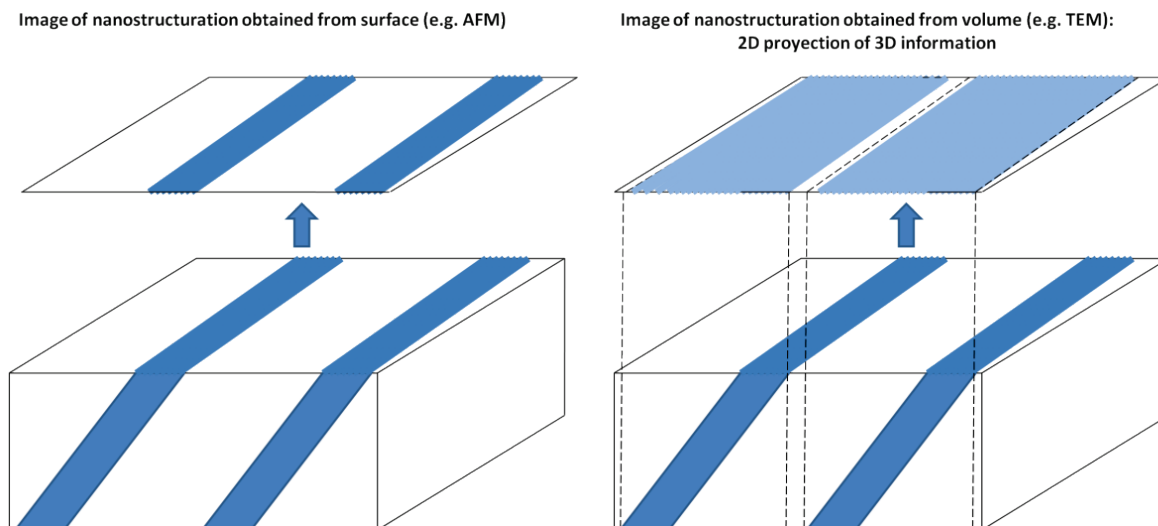 Image of nanostructuration obtained from surface (e.g. AFM)
Image of nanostructuration obtained from volume (e.g. TEM):
2D proyection of 3D information